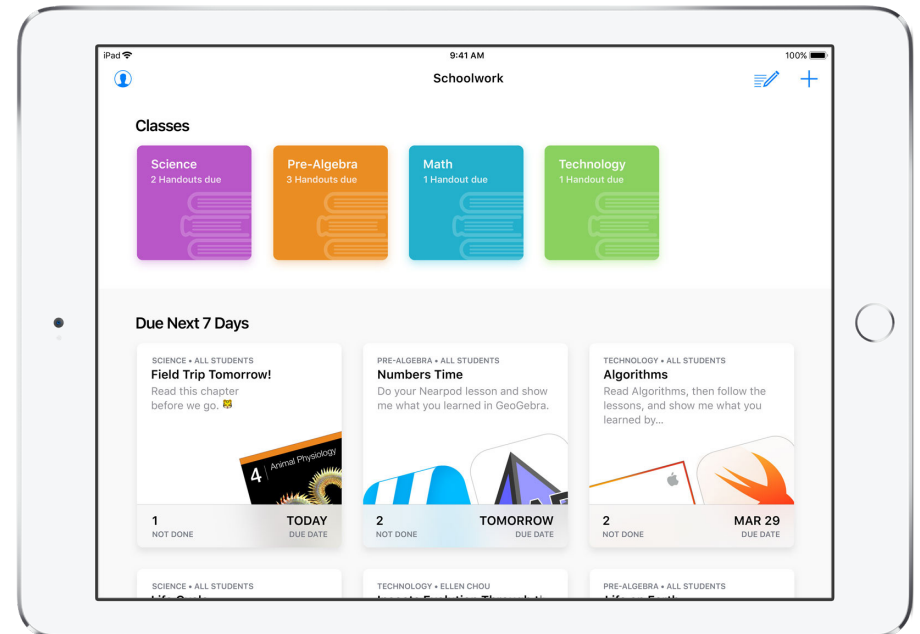 iPad
9:41 AM
100%
Schoolwork
Classes
Science
2 Handouts due
Pre-Algebra
3 Handouts due
Math
1 Handout due
Technology
1 Handout due
Due Next 7 Days
SCIENCE • ALL STUDENTS
Field Trip Tomorrow!
Read this chapter
before we go. 🐯
4
Animal Physiology
1
NOT DONE
TODAY
DUE DATE
PRE-ALGEBRA • ALL STUDENTS
Numbers Time
Do your Nearpod lesson and show
me what you learned in GeoGebra.
2
NOT DONE
TOMORROW
DUE DATE
TECHNOLOGY • ALL STUDENTS
Algorithms
Read Algorithms, then follow the
lessons, and show me what you
learned by...
2
NOT DONE
MAR 29
DUE DATE
SCIENCE • ALL STUDENTS
TECHNOLOGY • ELLEN CHOU
PRE-ALGEBRA • ALL STUDENTS